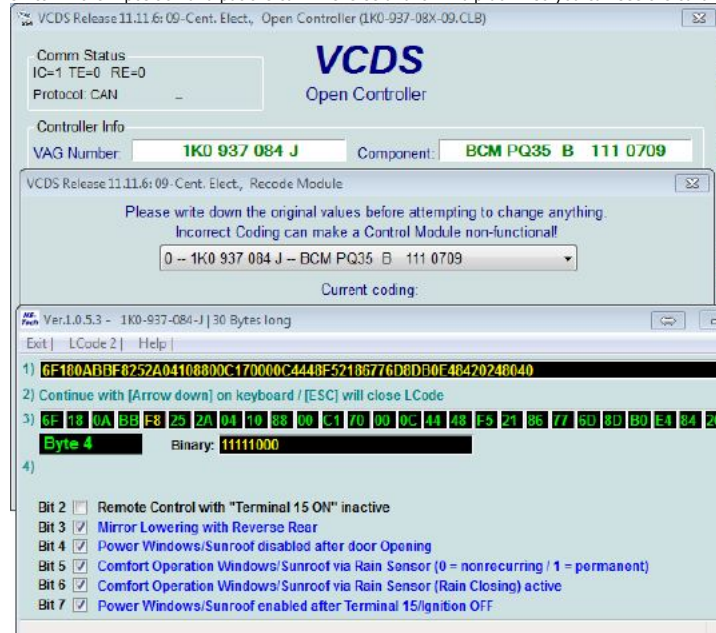 VCDS Release 11.11.6: 09-Cent. Elect., Open Controller (1K0-937-08X-09.CLB)
Comm Status
IC=1 TE=0 RE=0
Protocol: CAN
VCDS
Open Controller
Controller Info
VAG Number: 1K0 937 084 J Component: BCM PQ35 B 111 0709
VCDS Release 11.11.6: 09-Cent. Elect., Recode Module
Please write down the original values before attempting to change anything.
Incorrect Coding can make a Control Module non-functional!
0 -- 1K0 937 084 J -- BCM PQ35 B 111 0709
Current coding:
Ver.1.0.5.3 - 1K0-937-084-J | 30 Bytes long
Exit | LCode 2 | Help |
1) 6F180ABBF8252A04108800C170000C4448F52186776D8DB0E48420248040
2) Continue with [Arrow down] on keyboard / [ESC] will close LCode
3) 6F 18 0A BB F8 25 2A 04 10 88 00 C1 70 00 0C 44 48 F5 21 86 77 6D 8D B0 E4 84
Byte 4 Binary: 11111000
4)
Bit 2 Remote Control with "Terminal 15 ON" inactive
Bit 3 Mirror Lowering with Reverse Rear
Bit 4 Power Windows/Sunroof disabled after door Opening
Bit 5 Comfort Operation Windows/Sunroof via Rain Sensor (0 = nonrecurring / 1 = permanent)
Bit 6 Comfort Operation Windows/Sunroof via Rain Sensor (Rain Closing) active
Bit 7 Power Windows/Sunroof enabled after Terminal 15/Ignition OFF